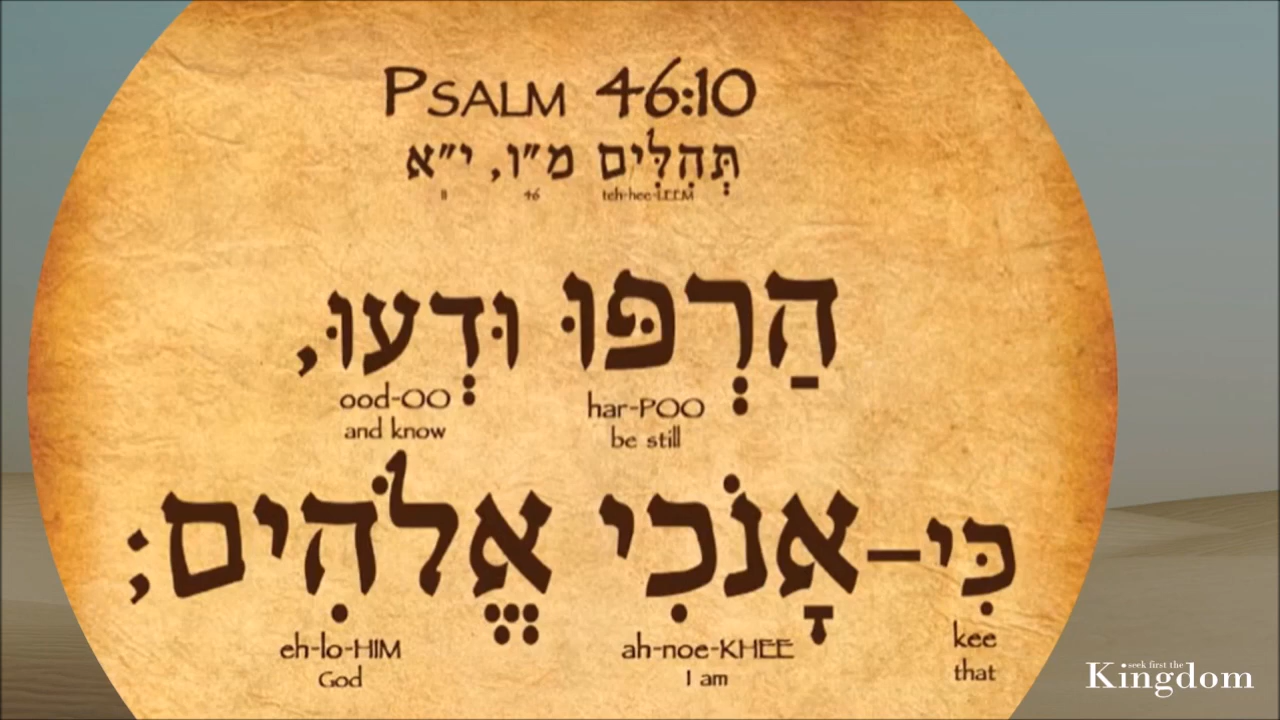 PSALM 46:10
תְּהִלִּים מ״ו, י״א
teh-hee-LEEM 46 11
הַרְפּוּ וּדְעוּ,
har-POO ood-OO
be still and know
כִּי–אָנֹכִי אֱלֹהִים;
kee ah-noe-KHEE eh-lo-HIM
that I am God
seek first the
Kingdom